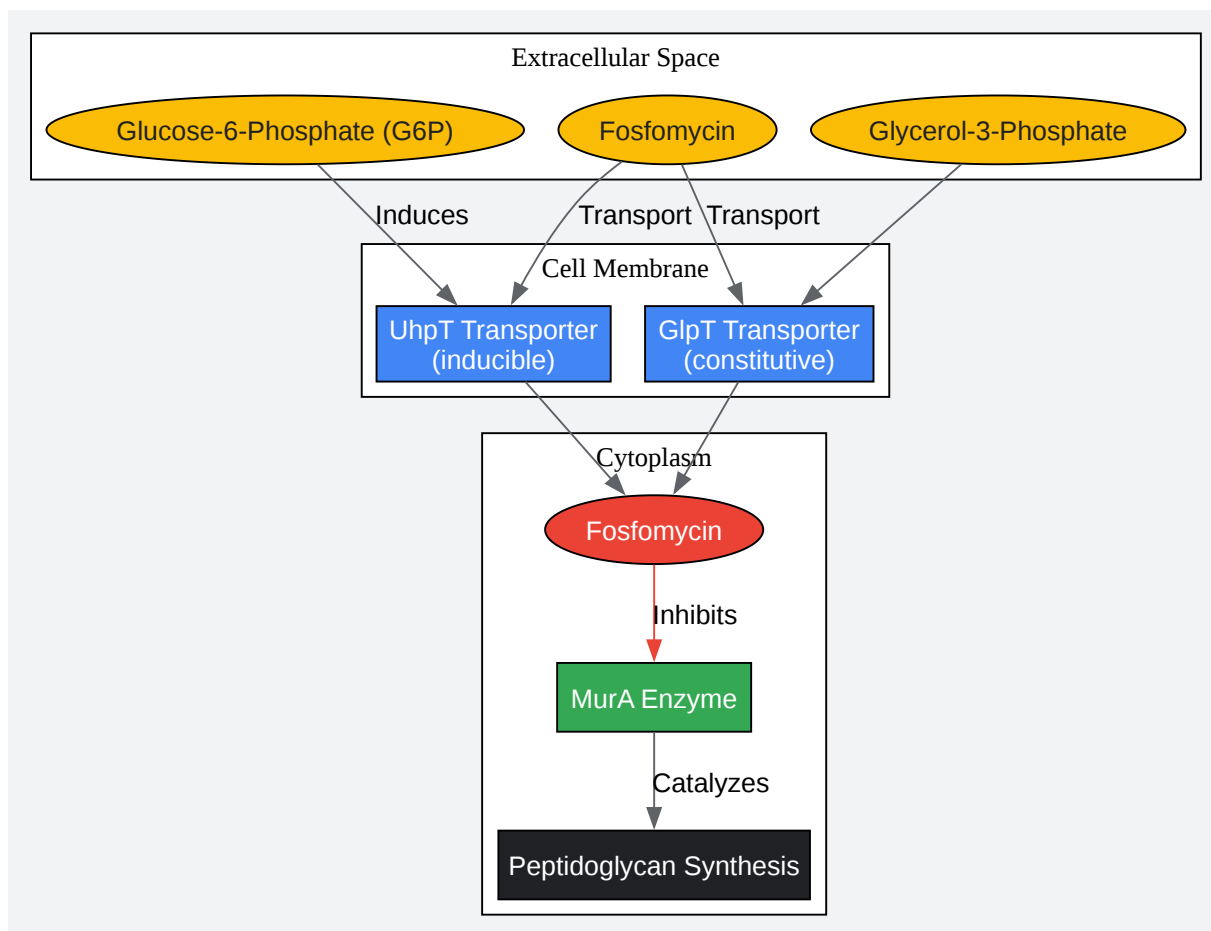 Extracellular Space
Glucose-6-Phosphate (G6P)
Fosfomycin
Glycerol-3-Phosphate
Induces
Transport
Transport
Cell Membrane
UhpT Transporter
(inducible)
GlpT Transporter
(constitutive)
Cytoplasm
Fosfomycin
Inhibits
MurA Enzyme
Catalyzes
Peptidoglycan Synthesis